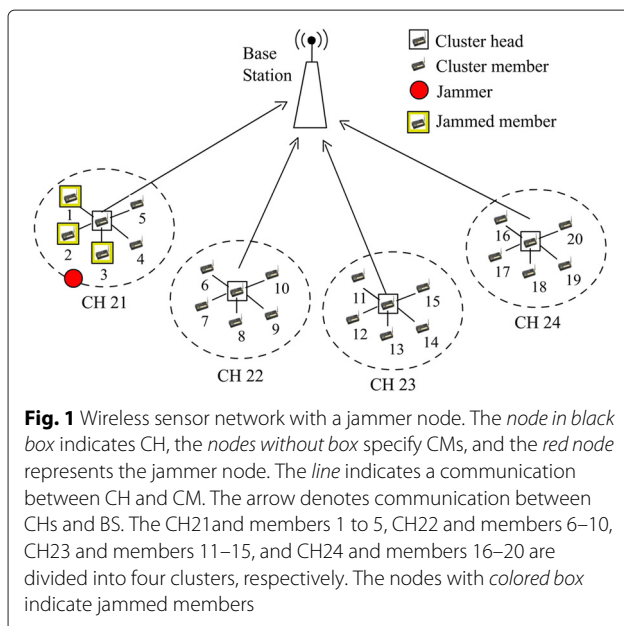 Base
Station
Cluster head
Cluster member
Jammer
Jammed member
1
2
3
4
5
CH 21
6
7
8
9
10
CH 22
11
12
13
14
15
CH 23
16
17
18
19
20
CH 24
Fig. 1 Wireless sensor network with a jammer node. The node in black
box indicates CH, the nodes without box specify CMs, and the red node
represents the jammer node. The line indicates a communication
between CH and CM. The arrow denotes communication between
CHs and BS. The CH21and members 1 to 5, CH22 and members 6–10,
CH23 and members 11–15, and CH24 and members 16–20 are
divided into four clusters, respectively. The nodes with colored box
indicate jammed members